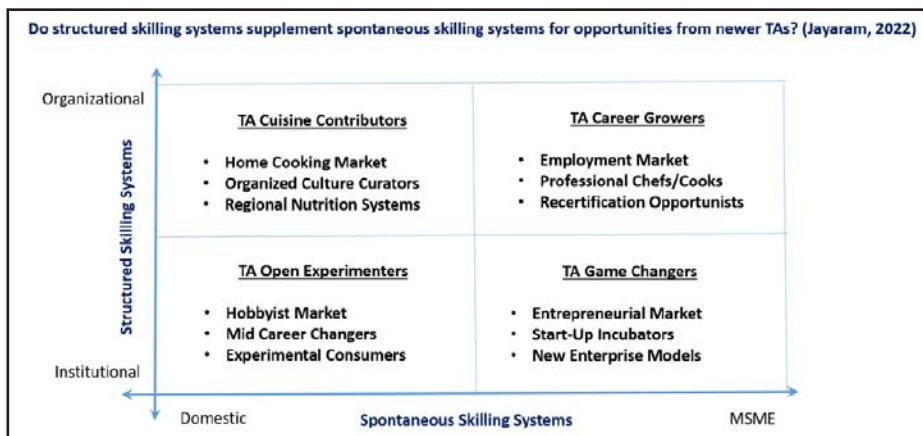 Do structured skilling systems supplement spontaneous skilling systems for opportunities from newer TAs? (Jayaram, 2022)
Organizational
Structured Skilling Systems
Institutional
TA Cuisine Contributors
• Home Cooking Market
• Organized Culture Curators
• Regional Nutrition Systems
TA Career Growers
• Employment Market
• Professional Chefs/Cooks
• Recertification Opportunists
TA Open Experimenters
• Hobbyist Market
• Mid Career Changers
• Experimental Consumers
TA Game Changers
• Entrepreneurial Market
• Start-Up Incubators
• New Enterprise Models
Domestic
Spontaneous Skilling Systems
MSME